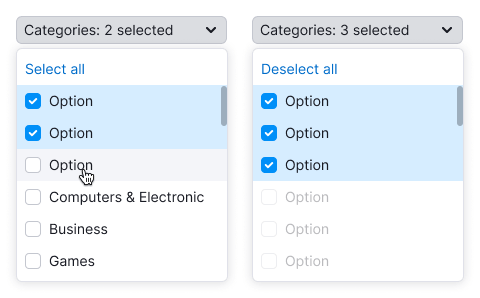 Categories: 2 selected
Select all
Option
Option
Option
Computers & Electronic
Business
Games
Categories: 3 selected
Deselect all
Option
Option
Option
Option
Option
Option